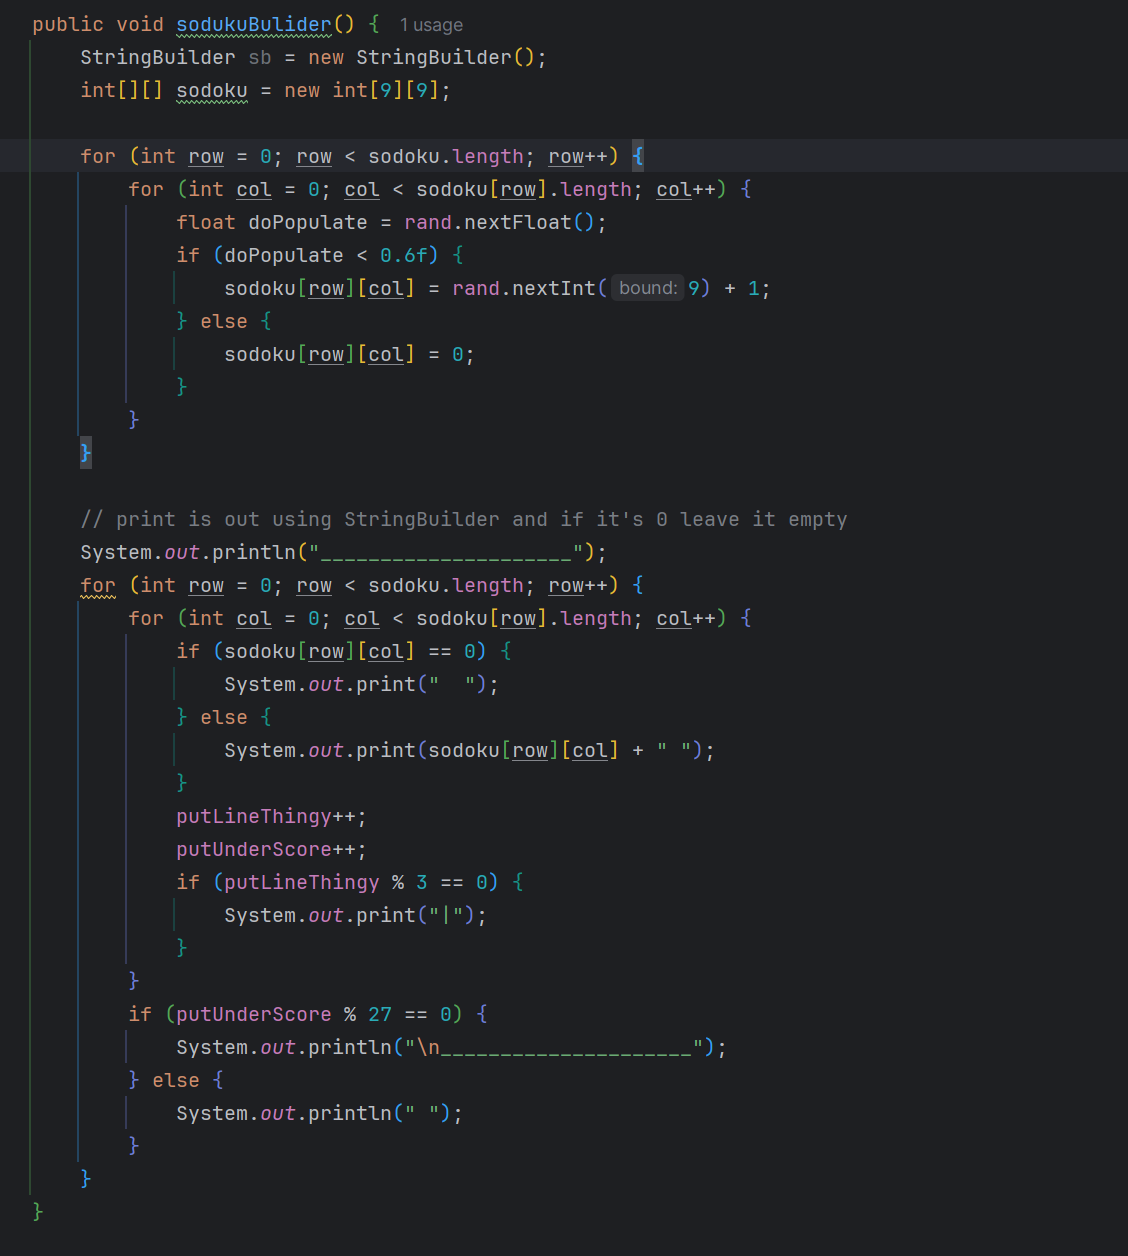 public void sodukuBulider() { 1 usage
    StringBuilder sb = new StringBuilder();
    int[][] sodoku = new int[9][9];

    for (int row = 0; row < sodoku.length; row++) {
        for (int col = 0; col < sodoku[row].length; col++) {
            float doPopulate = rand.nextFloat();
            if (doPopulate < 0.6f) {
                sodoku[row][col] = rand.nextInt( bound: 9) + 1;
            } else {
                sodoku[row][col] = 0;
            }
        }
    }

    // print is out using StringBuilder and if it's 0 leave it empty
    System.out.println("_____________________");
    for (int row = 0; row < sodoku.length; row++) {
        for (int col = 0; col < sodoku[row].length; col++) {
            if (sodoku[row][col] == 0) {
                System.out.print("  ");
            } else {
                System.out.print(sodoku[row][col] + " ");
            }
            putLineThingy++;
            putUnderScore++;
            if (putLineThingy % 3 == 0) {
                System.out.print("|");
            }
        }
        if (putUnderScore % 27 == 0) {
            System.out.println("\n_____________________");
        } else {
            System.out.println(" ");
        }
    }
}